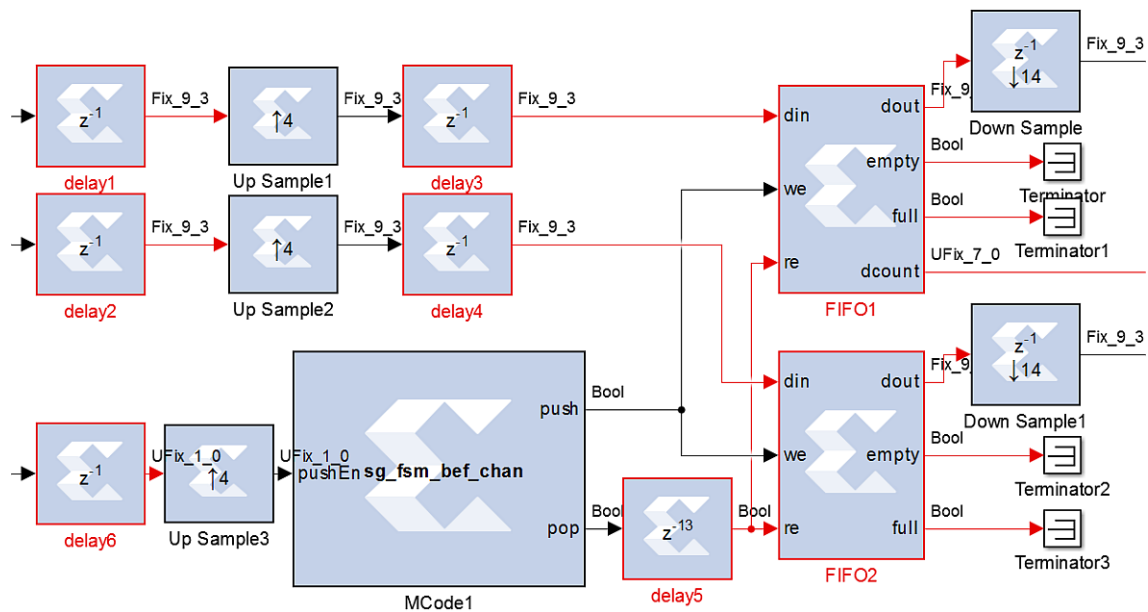 z-1
Fix_9_3
↑4
Fix_9_3
z-1
Fix_9_3
delay1
Up Sample1
delay3
z-1
Fix_9_3
↑4
Fix_9_3
z-1
Fix_9_3
delay2
Up Sample2
delay4
din
we
re
dout
empty
full
dcount
FIFO1
Fix_9_
z-1
↓14
Fix_9_3
Down Sample
Bool
Terminator
Bool
Terminator1
UFix_7_0
z-1
UFix_1_0
↑4
UFix_1_0
delay6
Up Sample3
pushEn
sg_fsm_bef_chan
push
pop
MCode1
Bool
Bool
z-13
Bool
delay5
din
we
re
dout
empty
full
FIFO2
Fix_9_
z-1
↓14
Fix_9_3
Down Sample1
Bool
Terminator2
Bool
Terminator3